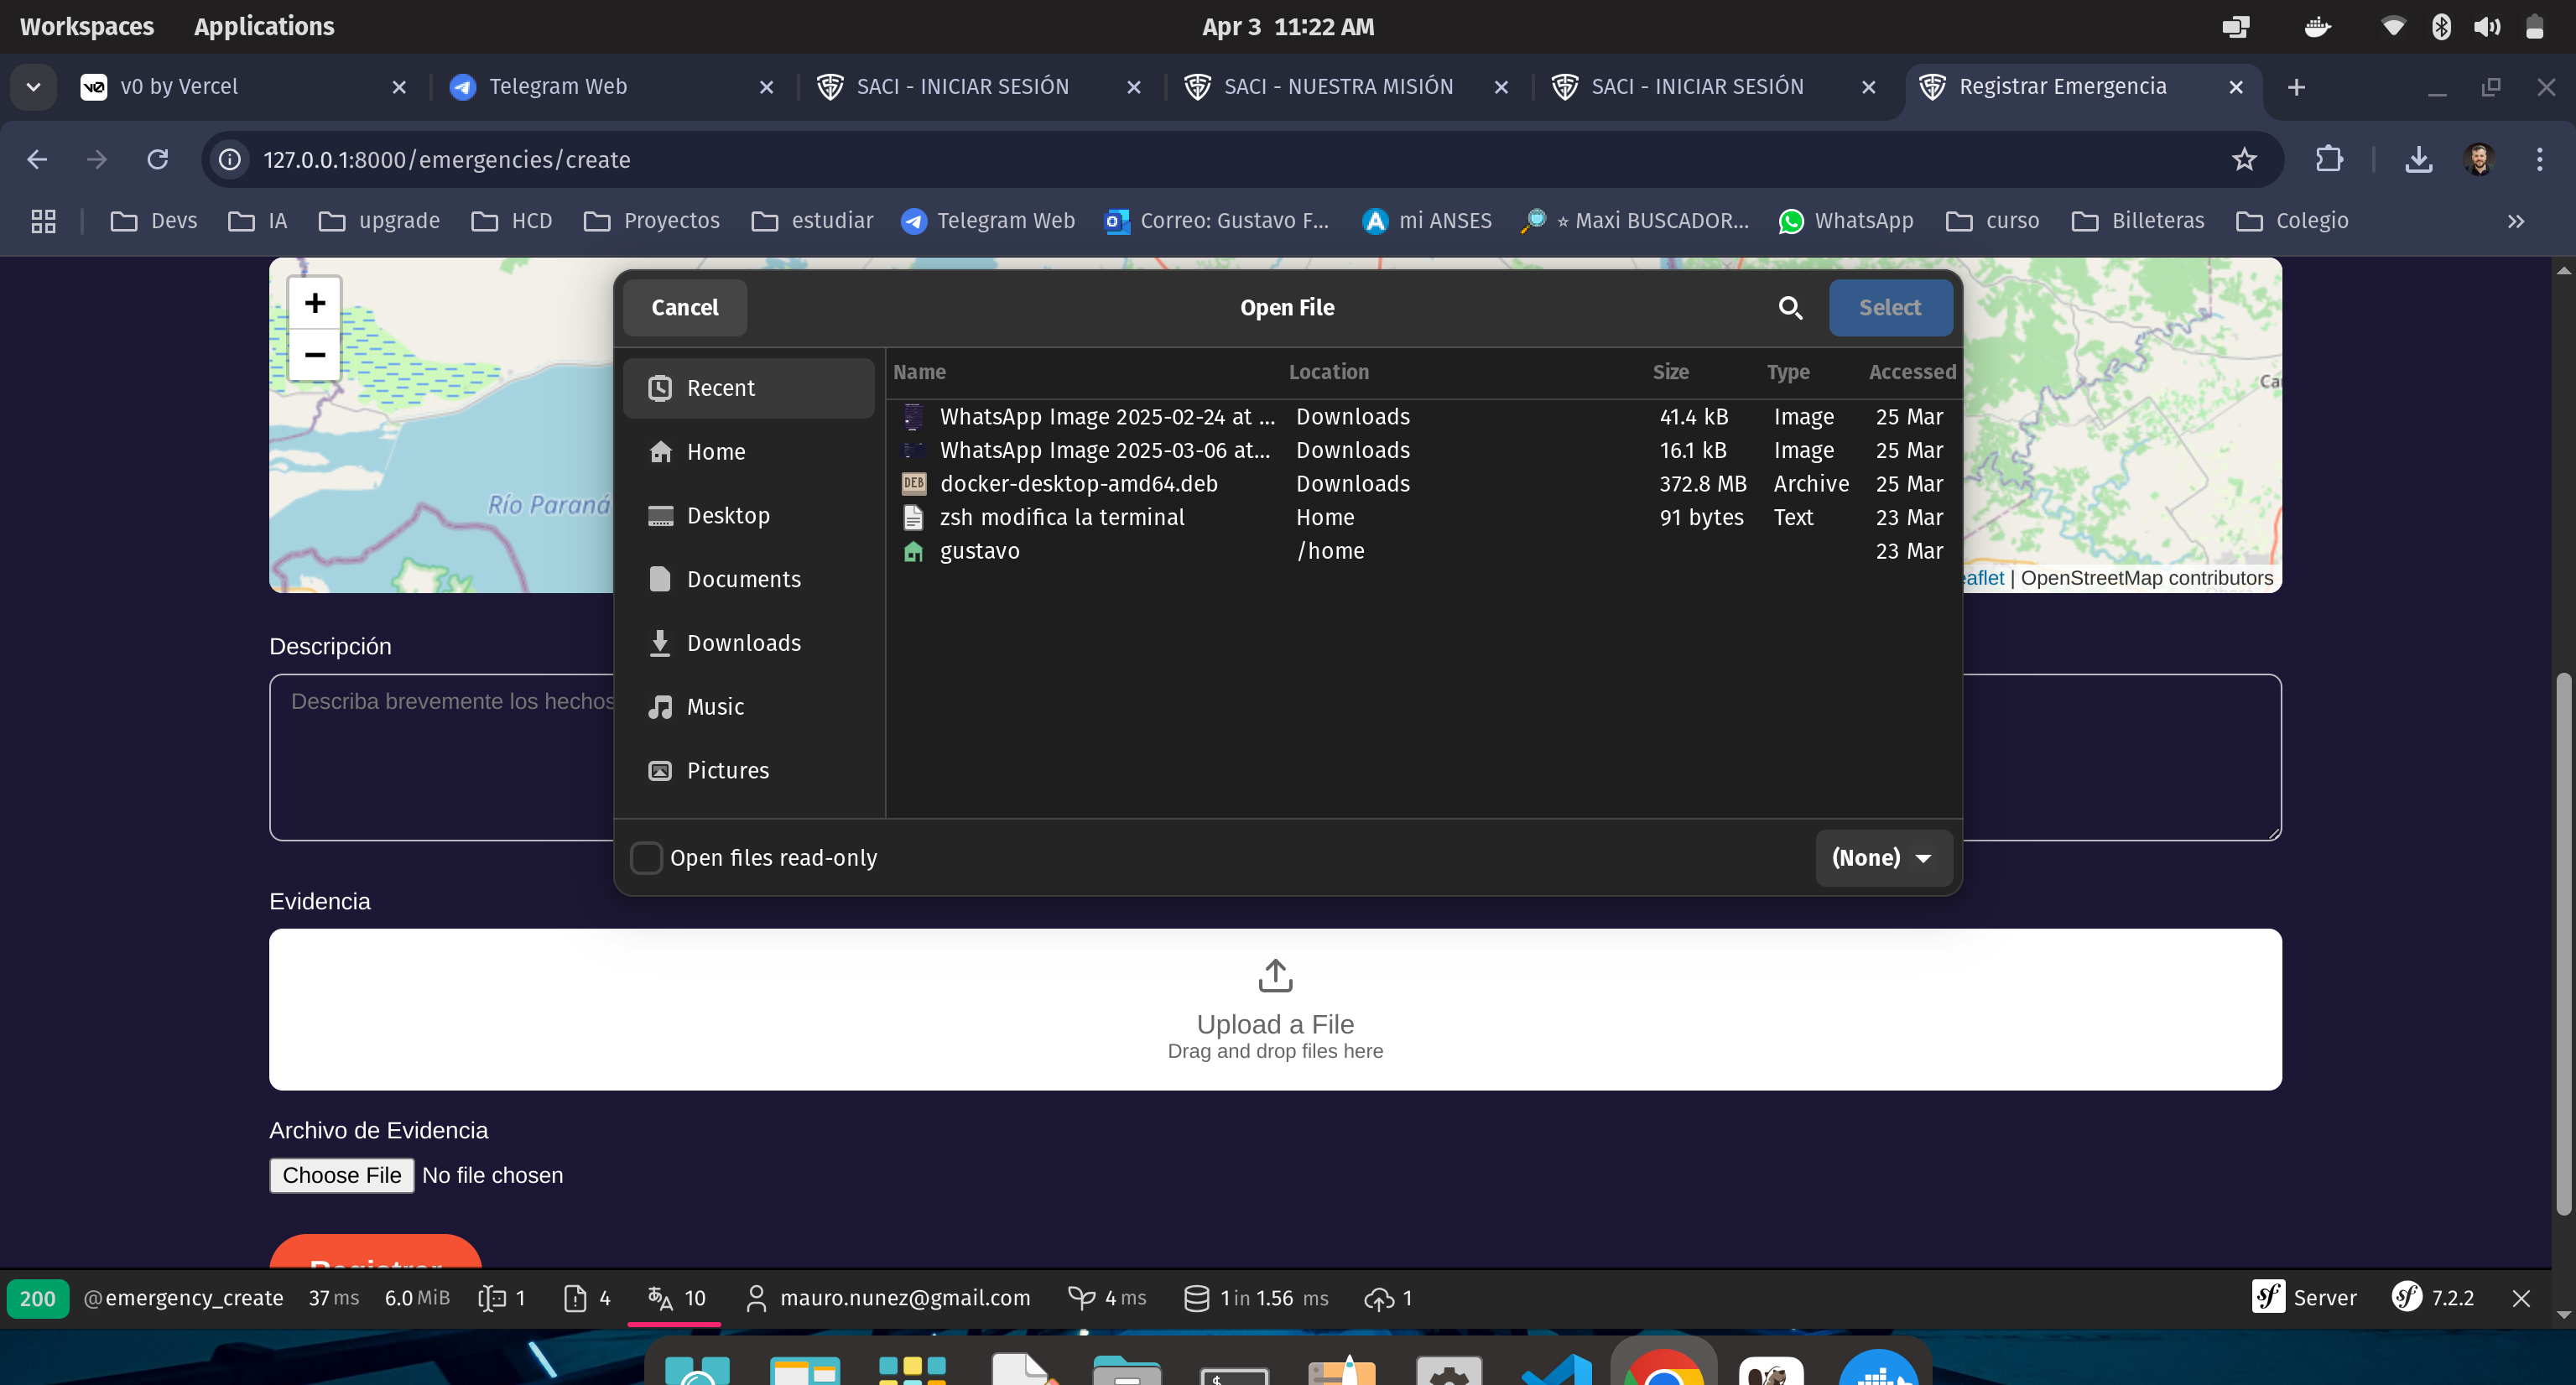 Workspaces Applications Apr 3 11:22 AM
v0 by Vercel Telegram Web SACI - INICIAR SESIÓN SACI - NUESTRA MISIÓN SACI - INICIAR SESIÓN Registrar Emergencia
127.0.0.1:8000/emergencies/create
Devs IA upgrade HCD Proyectos estudiar Telegram Web Correo: Gustavo F... mi ANSES ☆ Maxi BUSCADOR... WhatsApp curso Billeteras Colegio
+
−
Río Paraná
Cancel Open File Select
Recent
Home
Desktop
Documents
Downloads
Music
Pictures
Name Location Size Type Accessed
WhatsApp Image 2025-02-24 at ... Downloads 41.4 kB Image 25 Mar
WhatsApp Image 2025-03-06 at... Downloads 16.1 kB Image 25 Mar
DEB docker-desktop-amd64.deb Downloads 372.8 MB Archive 25 Mar
zsh modifica la terminal Home 91 bytes Text 23 Mar
gustavo /home 23 Mar
Open files read-only (None)
Ca
eaflet | OpenStreetMap contributors
Descripción
Describa brevemente los hechos
Evidencia
Upload a File
Drag and drop files here
Archivo de Evidencia
Choose File No file chosen
Registrar
200 @emergency_create 37 ms 6.0 MiB 1 4 10 mauro.nunez@gmail.com 4 ms 1 in 1.56 ms 1 Server 7.2.2